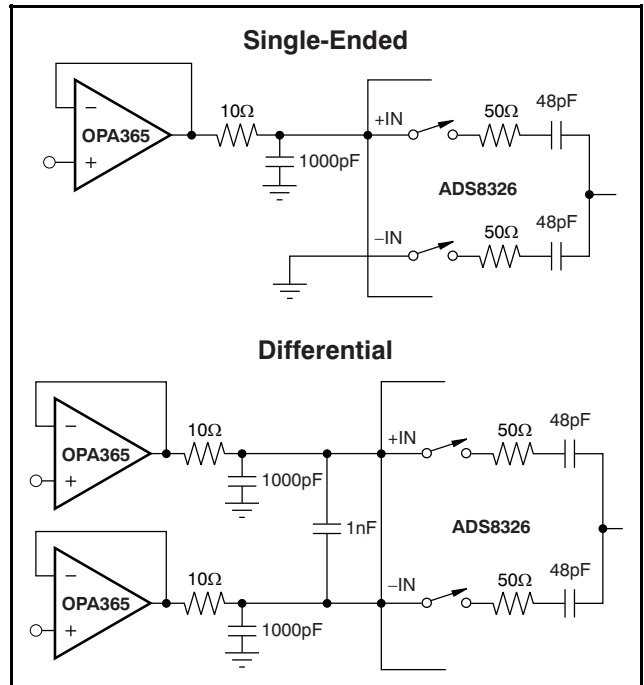 Single-Ended
−
OPA365
+
10Ω
1000pF
+IN
50Ω
48pF
ADS8326
−IN
50Ω
48pF
Differential
−
OPA365
+
10Ω
1000pF
1nF
+IN
50Ω
48pF
ADS8326
−
OPA365
+
10Ω
1000pF
−IN
50Ω
48pF